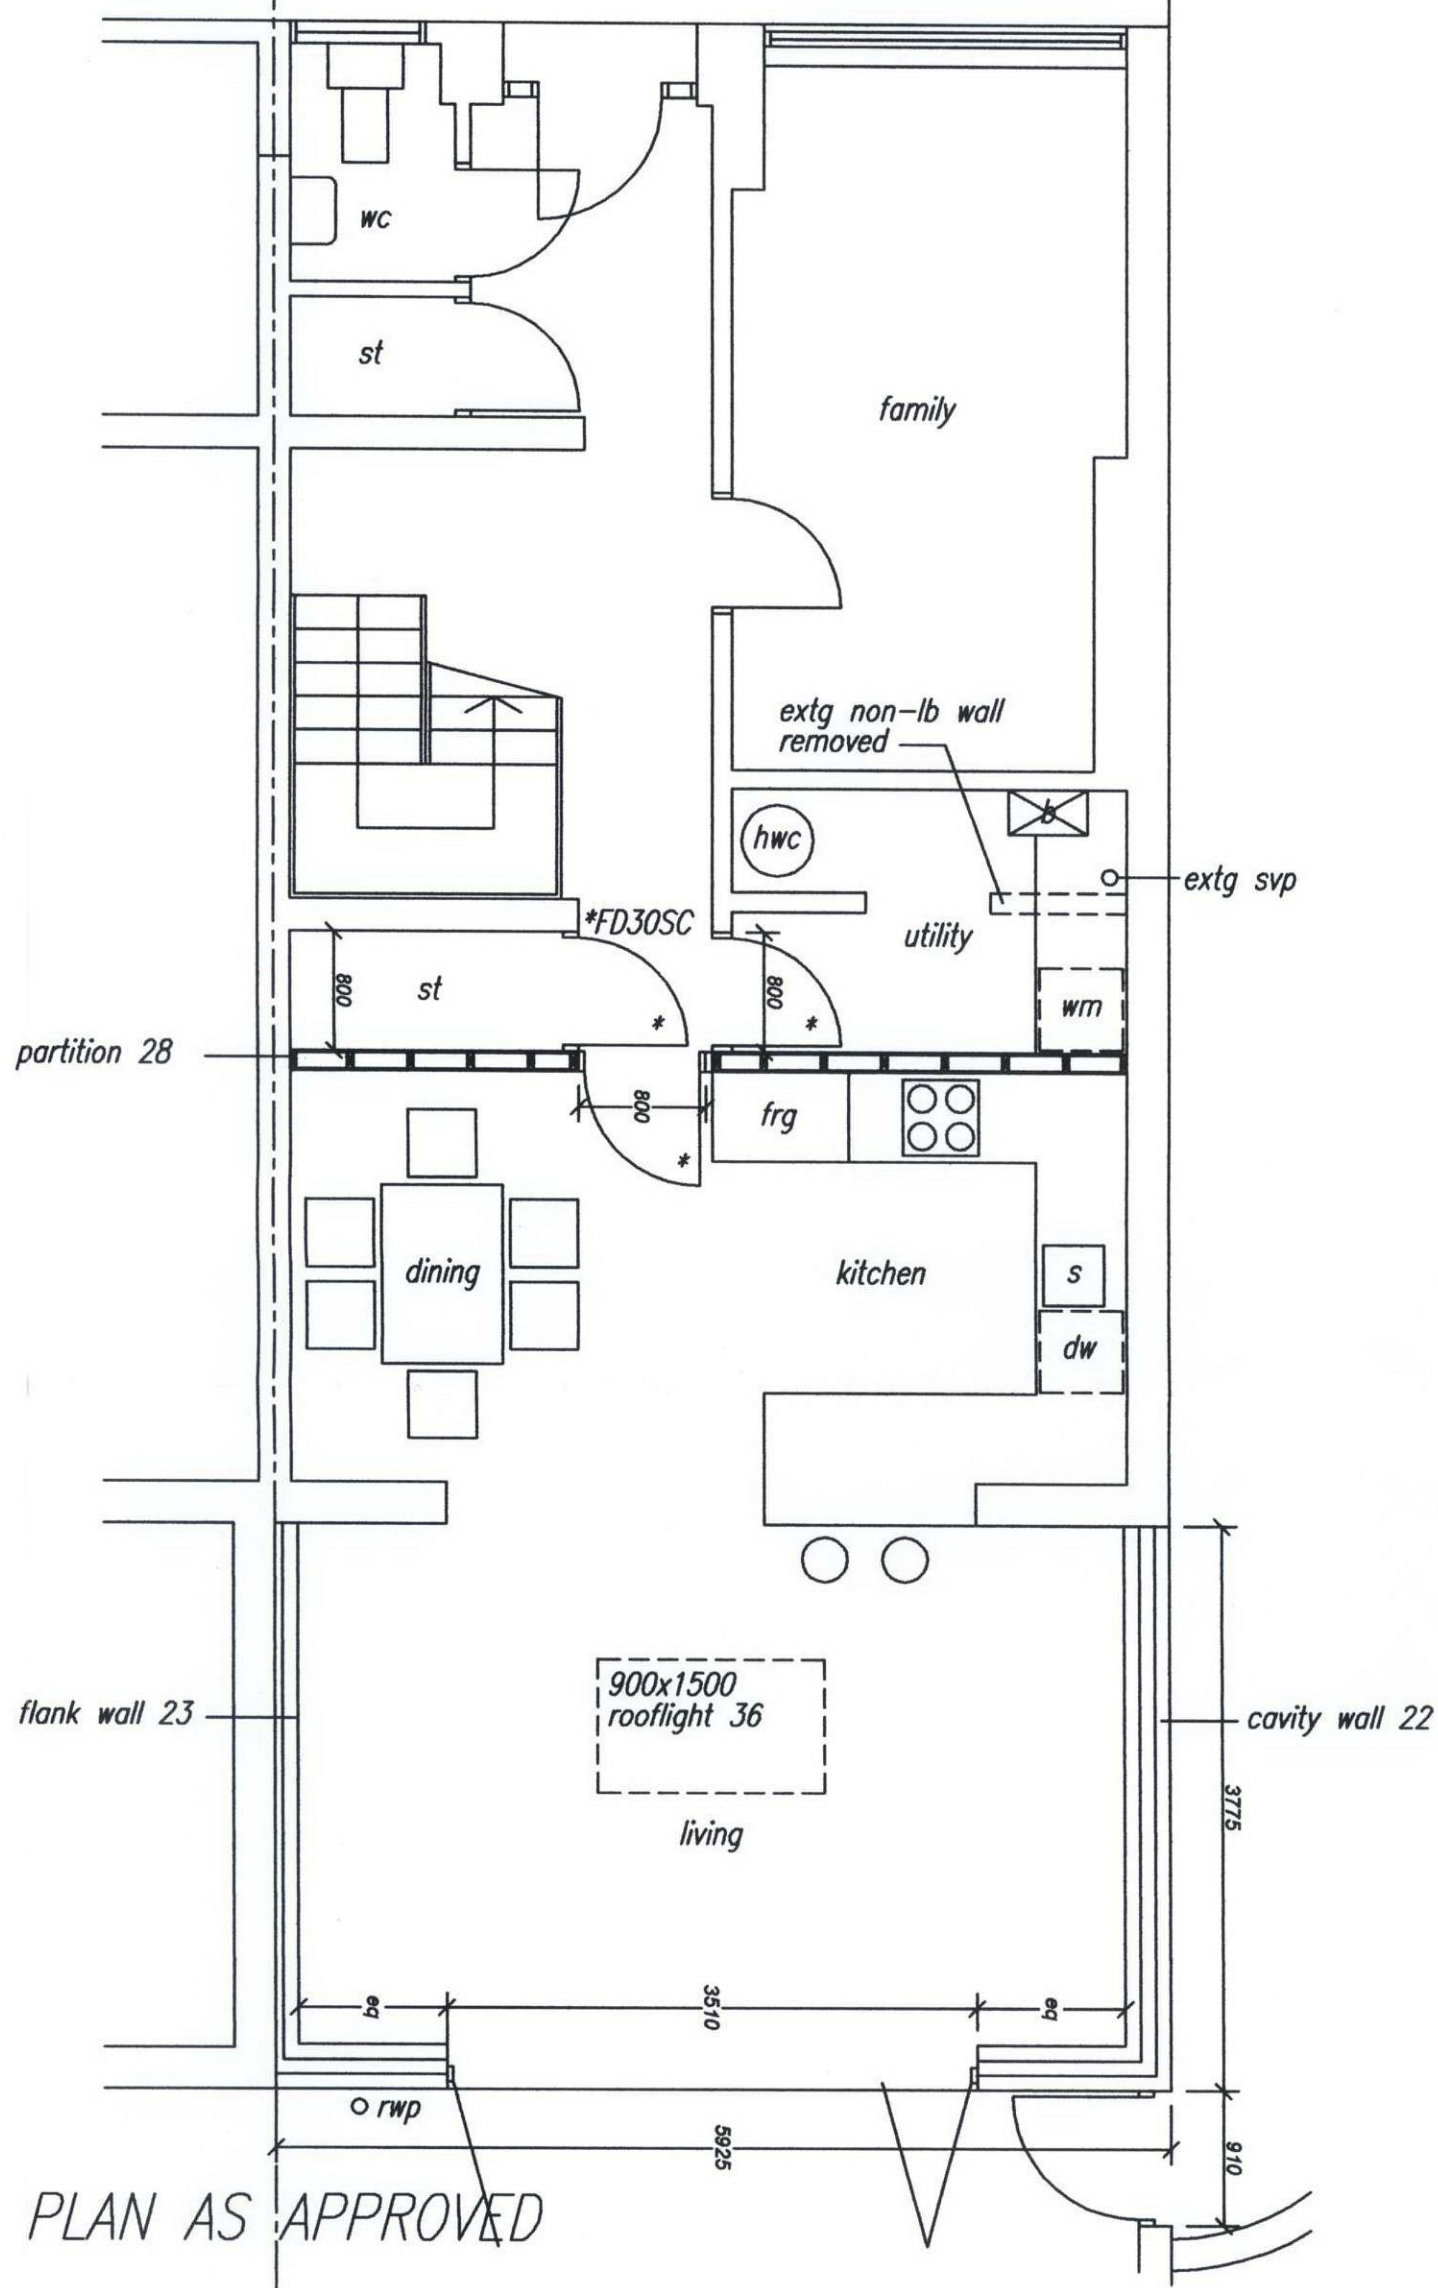 wc
st
family
extg non-lb wall
removed
b
hwc
extg svp
*FD30SC
utility
800
st
800
*
*
wm
partition 28
800
frg
*
dining
kitchen
s
dw
900x1500
rooflight 36
flank wall 23
cavity wall 22
3775
living
eq
3510
eq
rwp
5925
910
PLAN AS APPROVED